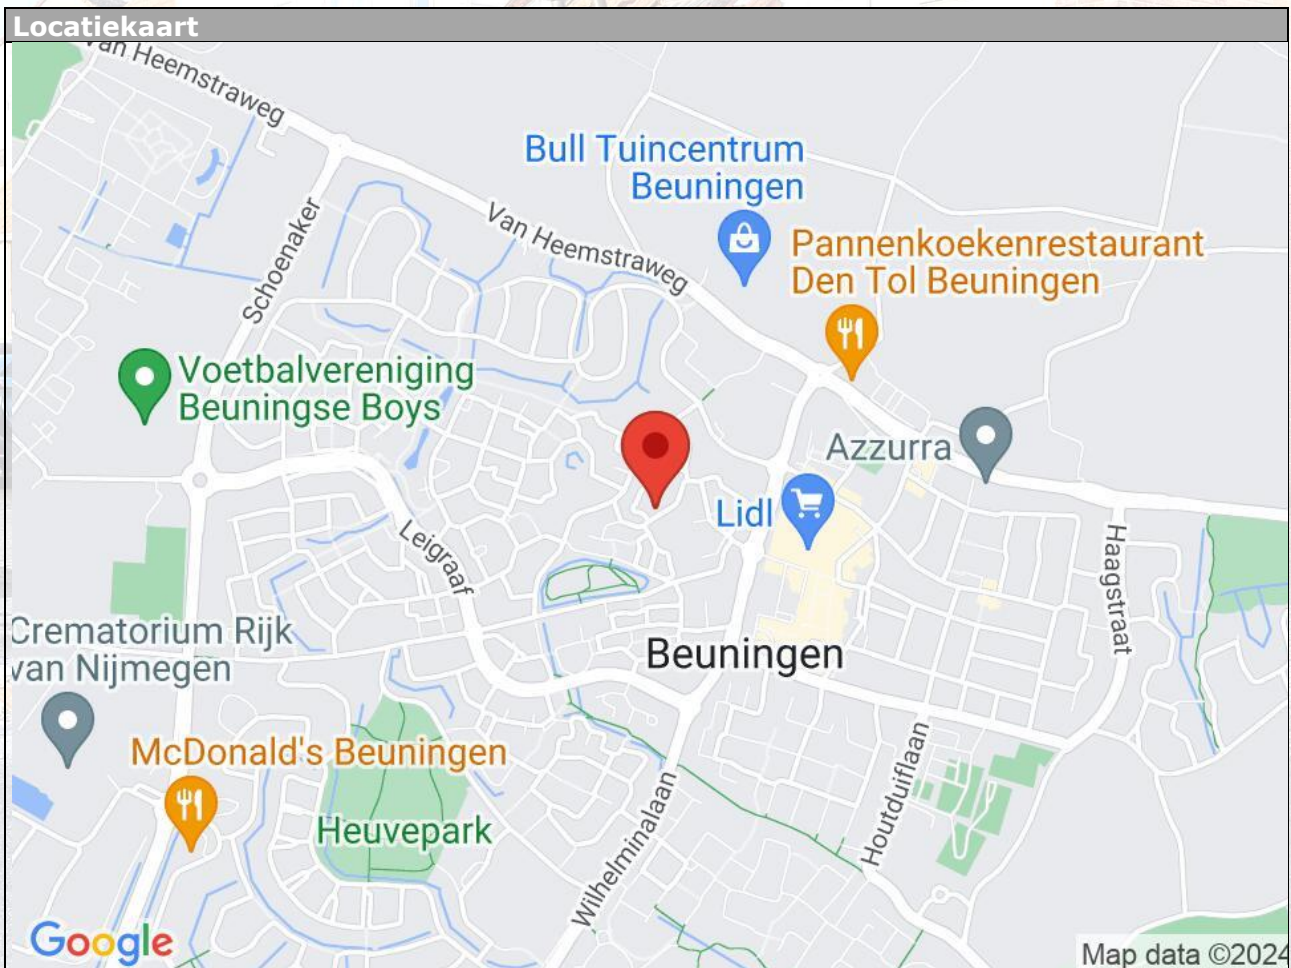 Locatiekaart
Van Heemstraweg
Bull Tuincentrum
Beuningen
Schoenaker
Van Heemstraweg
Pannenkoekenrestaurant
Den Tol Beuningen
Voetbalvereniging
Beuningse Boys
Azzurra
Lidl
Leigraaf
Haagstraat
Crematorium Rijk
van Nijmegen
Beuningen
McDonald's Beuningen
Heuvepark
Houtduiflaan
Wilhelminalaan
Google
Map data ©2024